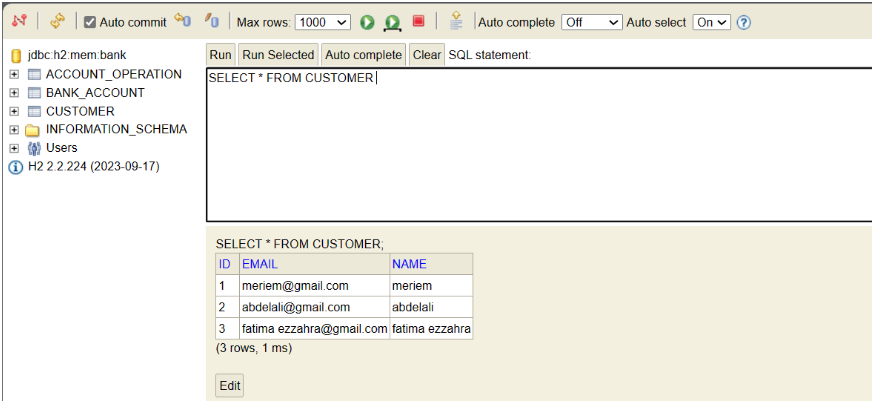 Auto commit Max rows: 1000 Auto complete Off Auto select On
jdbc:h2:mem:bank
ACCOUNT_OPERATION
BANK_ACCOUNT
CUSTOMER
INFORMATION_SCHEMA
Users
H2 2.2.224 (2023-09-17)
Run Run Selected Auto complete Clear SQL statement:
SELECT * FROM CUSTOMER
SELECT * FROM CUSTOMER;
ID EMAIL NAME
1 meriem@gmail.com meriem
2 abdelali@gmail.com abdelali
3 fatima ezzahra@gmail.com fatima ezzahra
(3 rows, 1 ms)
Edit